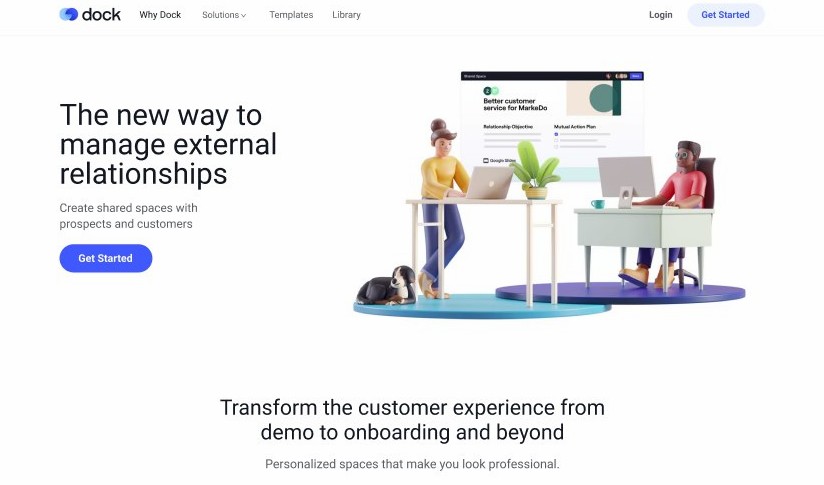 dock
Why Dock
Solutions
Templates
Library
Login
Get Started
The new way to
manage external
relationships
Create shared spaces with
prospects and customers
Get Started
Better customer
service for MarkeDo
Relationship Objective
Mutual Action Plan
Google Slides
Transform the customer experience from
demo to onboarding and beyond
Personalized spaces that make you look professional.